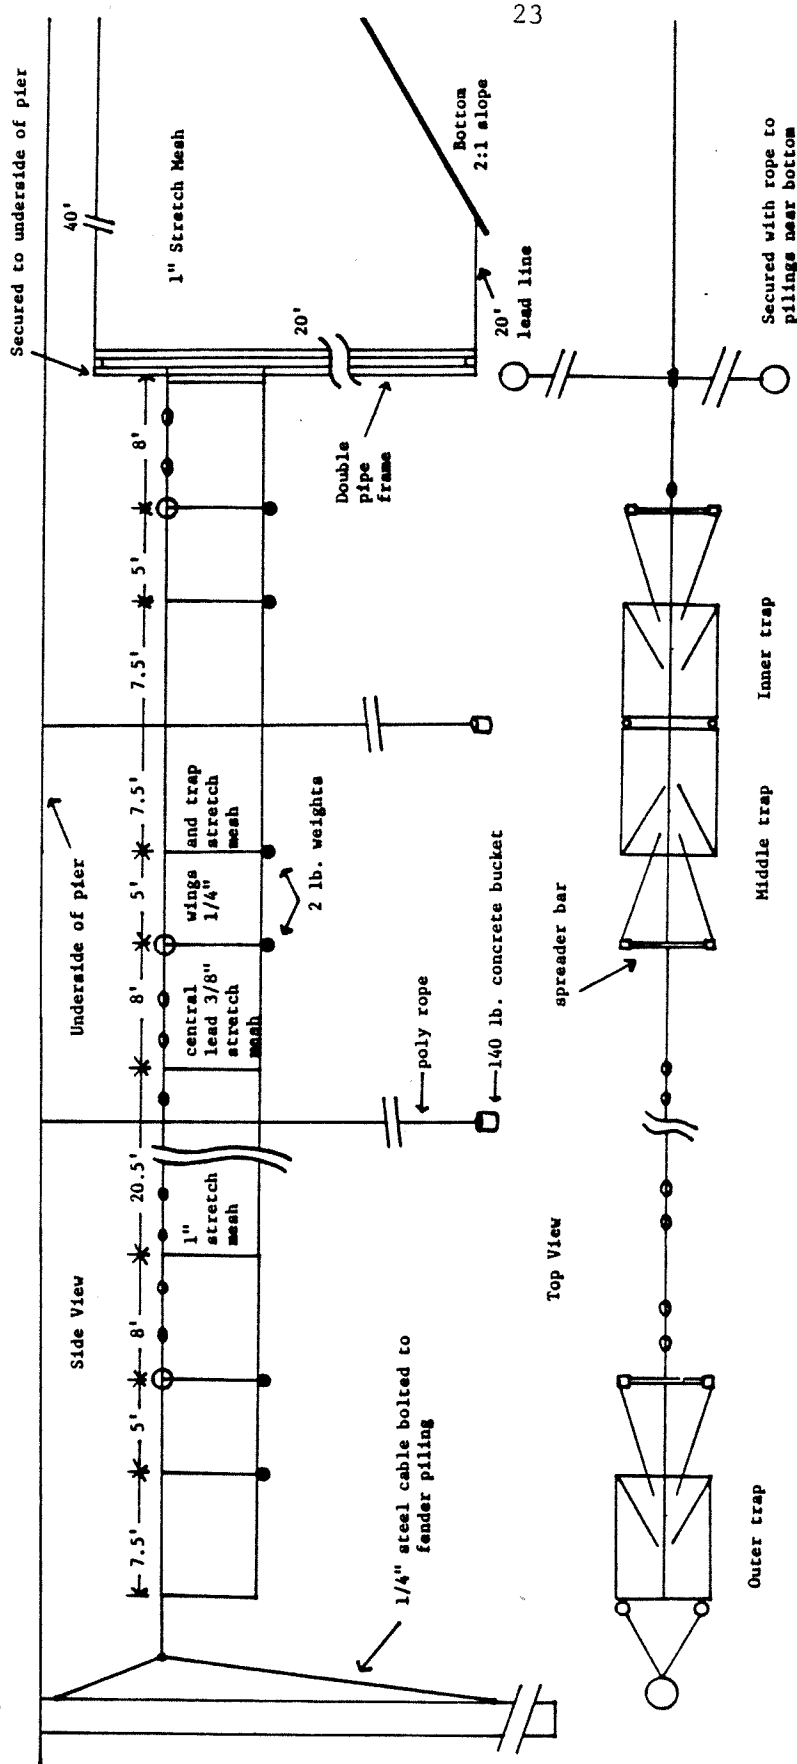 23
Secured to underside of pier
40'
1" Stretch Mesh
Bottom
2:1 slope
20'
20'
lead line
Double
pipe
frame
Secured with rope to
pilings near bottom
Side View
Underside of pier
7.5'
5'
8'
20.5'
8'
5'
7.5'
7.5'
5'
8'
1"
stretch
mesh
central
lead 3/8"
stretch
mesh
wings
1/4"
and trap
stretch
mesh
2 lb. weights
poly rope
140 lb. concrete bucket
1/4" steel cable bolted to
fender piling
Top View
spreader bar
Outer trap
Middle trap
Inner trap